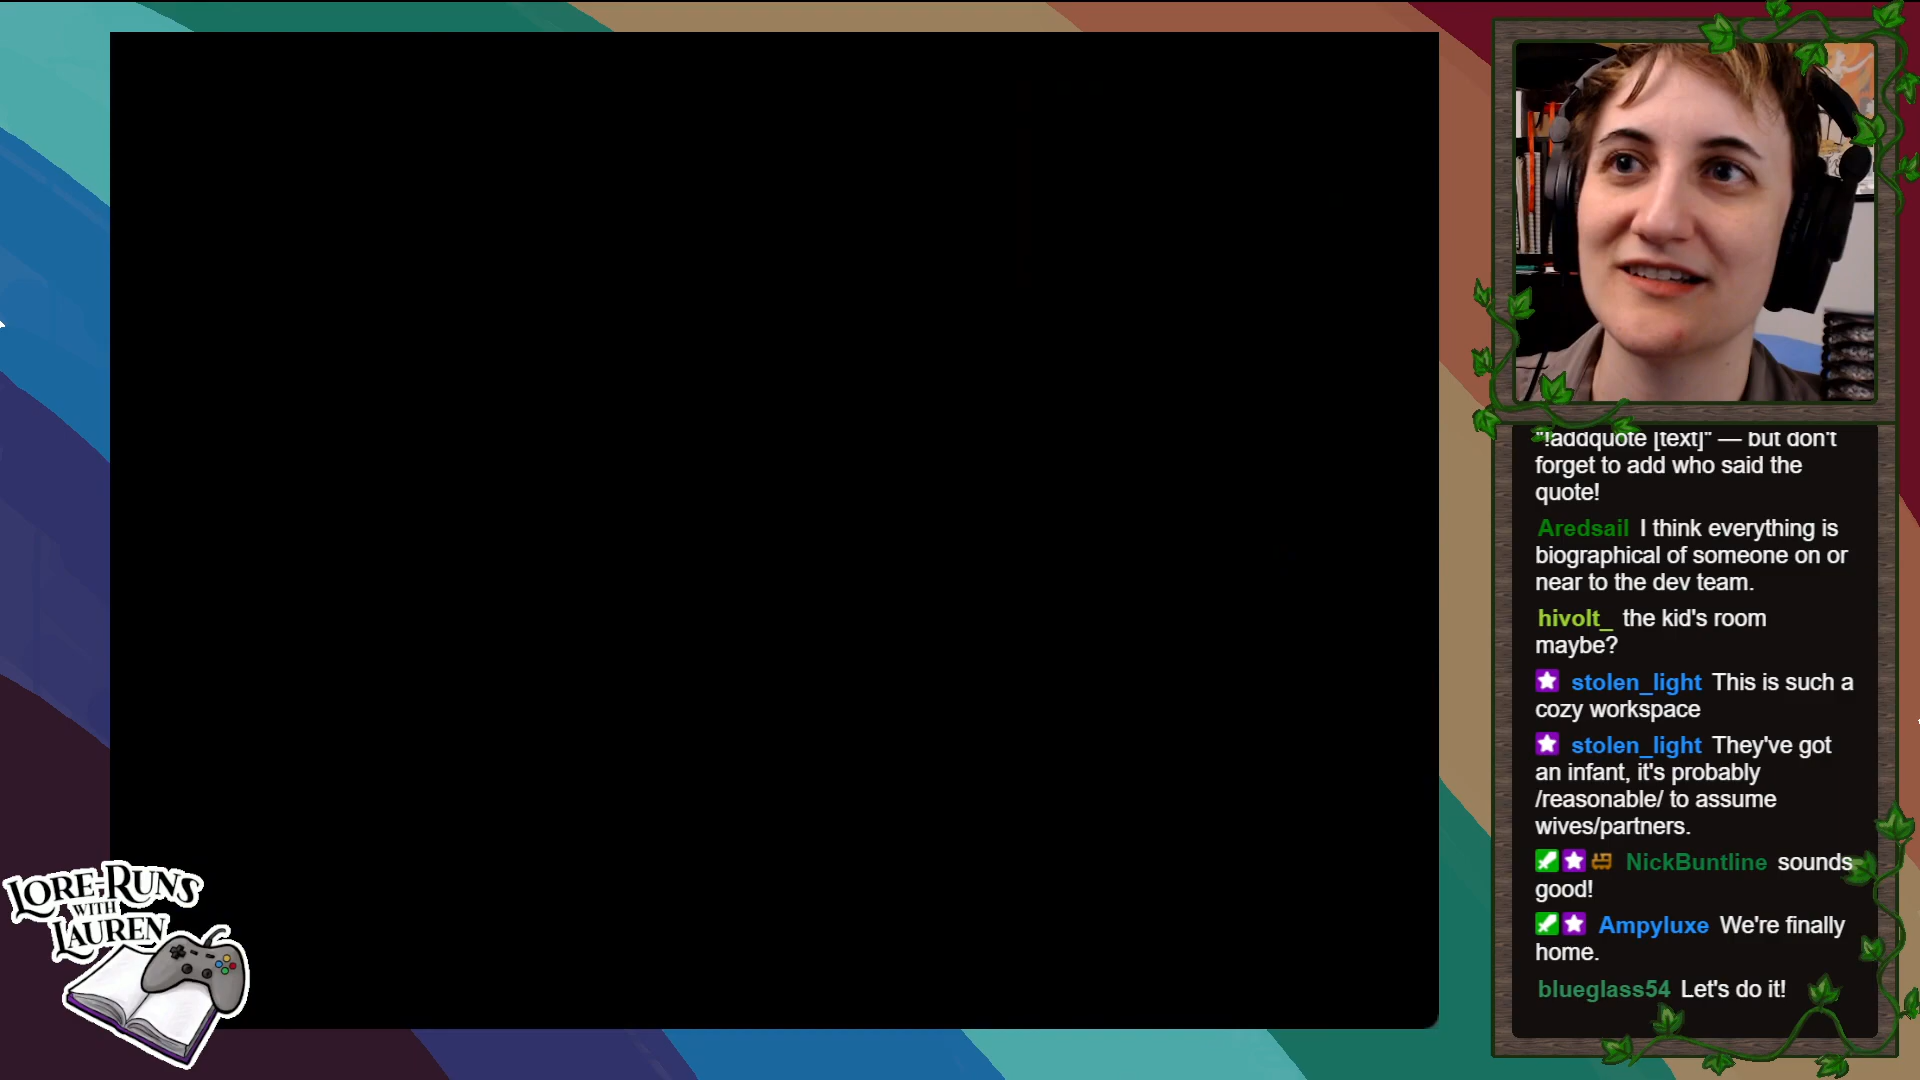 "!addquote [text]" — but don't
forget to add who said the
quote!
Aredsail I think everything is
biographical of someone on or
near to the dev team.
hivolt_ the kid's room
maybe?
stolen_light This is such a
cozy workspace
stolen_light They've got
an infant, it's probably
/reasonable/ to assume
wives/partners.
NickBuntline sounds
good!
Ampyluxe We're finally
home.
blueglass54 Let's do it!
LORE-RUNS
WITH
LAUREN